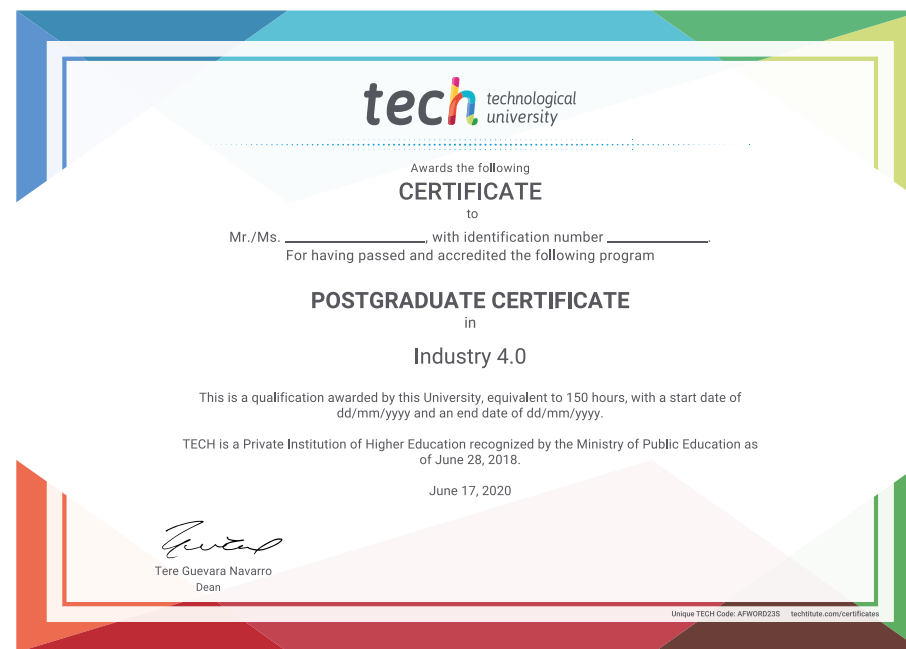 tech technological
university
Awards the following
CERTIFICATE
to
Mr./Ms. ____________________, with identification number ______________.
For having passed and accredited the following program
POSTGRADUATE CERTIFICATE
in
Industry 4.0
This is a qualification awarded by this University, equivalent to 150 hours, with a start date of
dd/mm/yyyy and an end date of dd/mm/yyyy.
TECH is a Private Institution of Higher Education recognized by the Ministry of Public Education as
of June 28, 2018.
June 17, 2020
Tere Guevara Navarro
Dean
Unique TECH Code: AFWORD23S techtitute.com/certificates